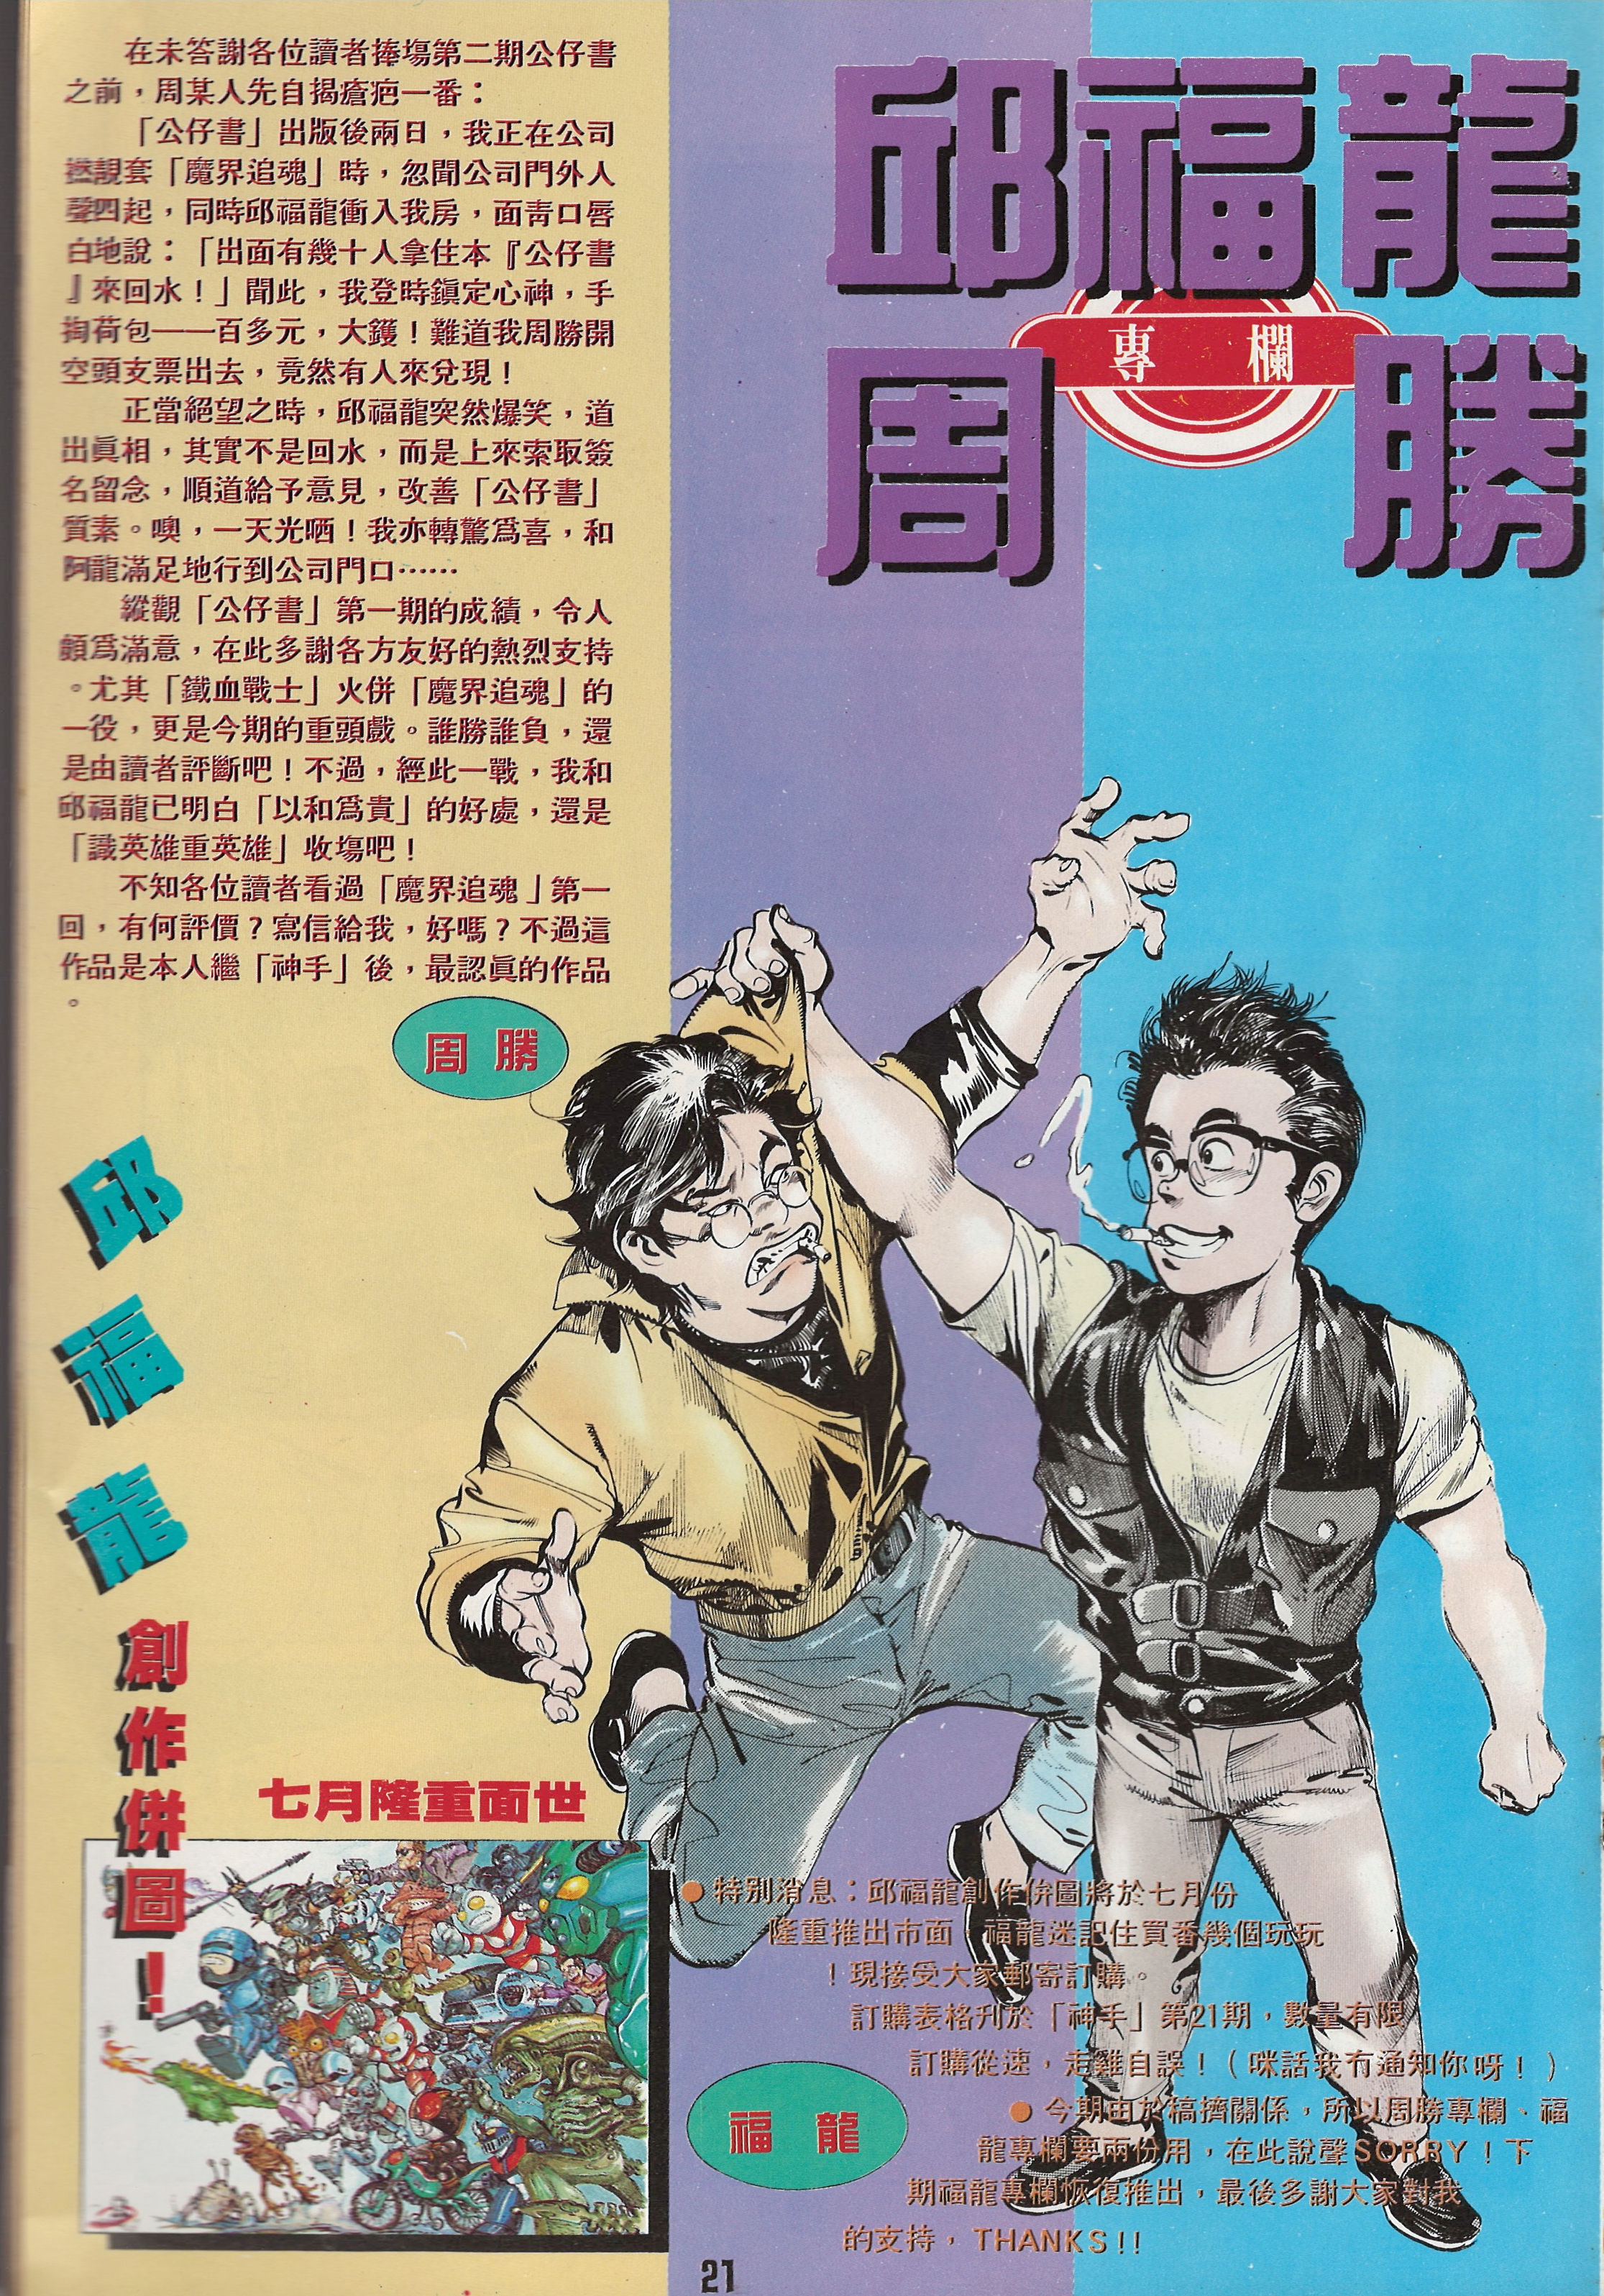 邱福龍
專欄
周勝
在未答謝各位讀者捧場第二期公仔書
之前，周某人先自揭瘡疤一番：
「公仔書」出版後兩日，我正在公司
撚靚套「魔界追魂」時，忽聞公司門外人
聲四起，同時邱福龍衝入我房，面靑口唇
白地說：「出面有幾十人拿住本『公仔書
』來回水！」聞此，我登時鎭定心神，手
掏荷包——百多元，大鑊！難道我周勝開
空頭支票出去，竟然有人來兌現！
正當絕望之時，邱福龍突然爆笑，道
出眞相，其實不是回水，而是上來索取簽
名留念，順道給予意見，改善「公仔書」
質素。噢，一天光晒！我亦轉驚爲喜，和
阿龍滿足地行到公司門口……
縱觀「公仔書」第一期的成績，令人
頗爲滿意，在此多謝各方友好的熱烈支持
。尤其「鐵血戰士」火併「魔界追魂」的
一役，更是今期的重頭戲。誰勝誰負，還
是由讀者評斷吧！不過，經此一戰，我和
邱福龍已明白「以和爲貴」的好處，還是
「識英雄重英雄」收場吧！
不知各位讀者看過「魔界追魂」第一
回，有何評價？寫信給我，好嗎？不過這
作品是本人繼「神手」後，最認眞的作品
。
周勝
邱福龍
創作併圖！
七月隆重面世
●特別消息：邱福龍創作併圖將於七月份
隆重推出市面，福龍迷記住買番幾個玩玩
！現接受大家郵寄訂購。
訂購表格刋於「神手」第21期，數量有限
訂購從速，走雞自誤！（咪話我冇通知你呀！）
●今期由於稿擠關係，所以周勝專欄、福
龍專欄要兩份用，在此說聲SORRY！下
期福龍專欄恢復推出，最後多謝大家對我
的支持，THANKS!!
福龍
21